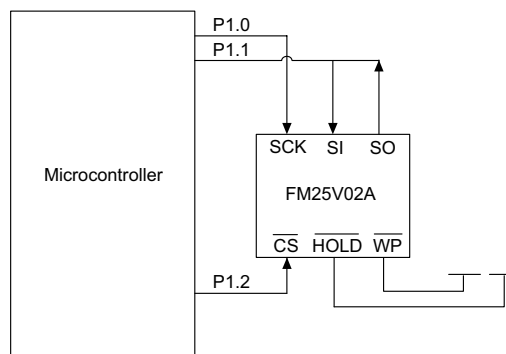 P1.0
P1.1
SCK SI SO
Microcontroller
FM25V02A
CS HOLD WP
P1.2